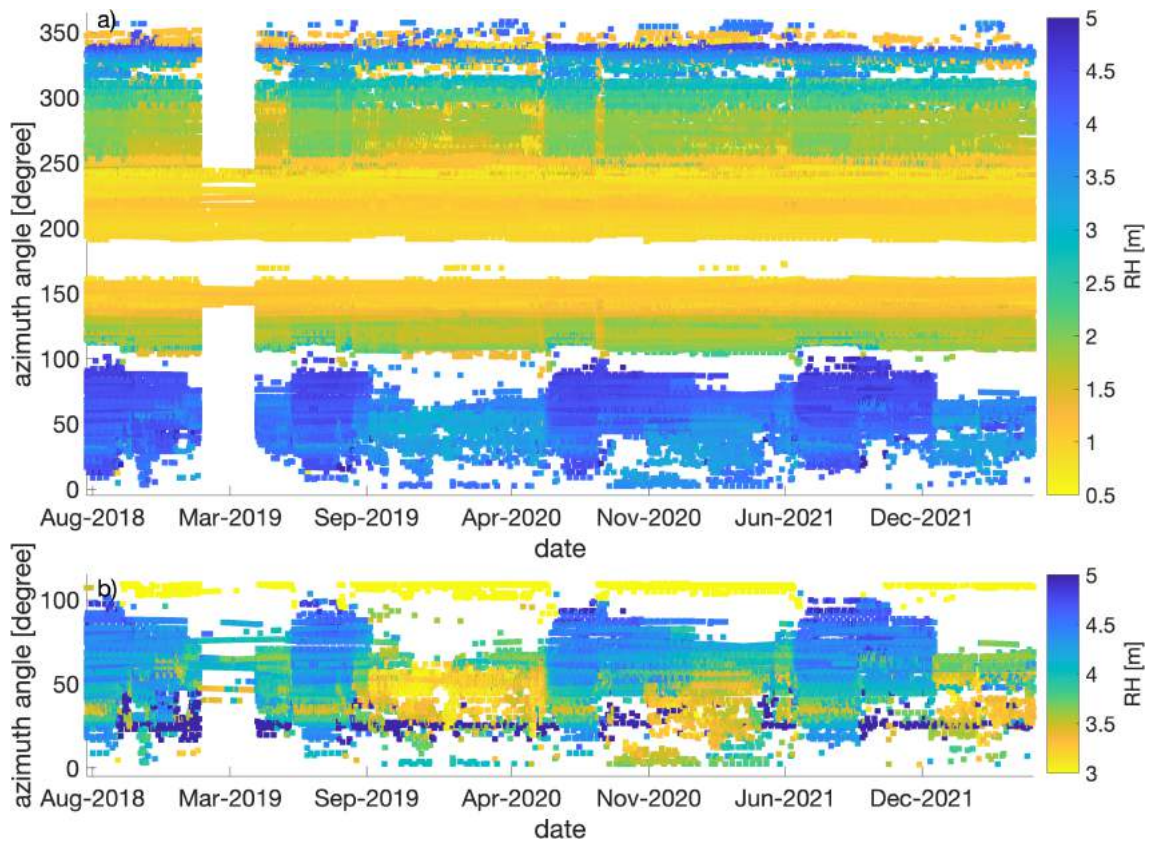 a)
350
300
250
200
150
100
50
0
azimuth angle [degree]
Aug-2018 Mar-2019 Sep-2019 Apr-2020 Nov-2020 Jun-2021 Dec-2021
date
5
4.5
4
3.5
3
2.5
2
1.5
1
0.5
RH [m]
b)
100
50
0
azimuth angle [degree]
Aug-2018 Mar-2019 Sep-2019 Apr-2020 Nov-2020 Jun-2021 Dec-2021
date
5
4.5
4
3.5
3
RH [m]